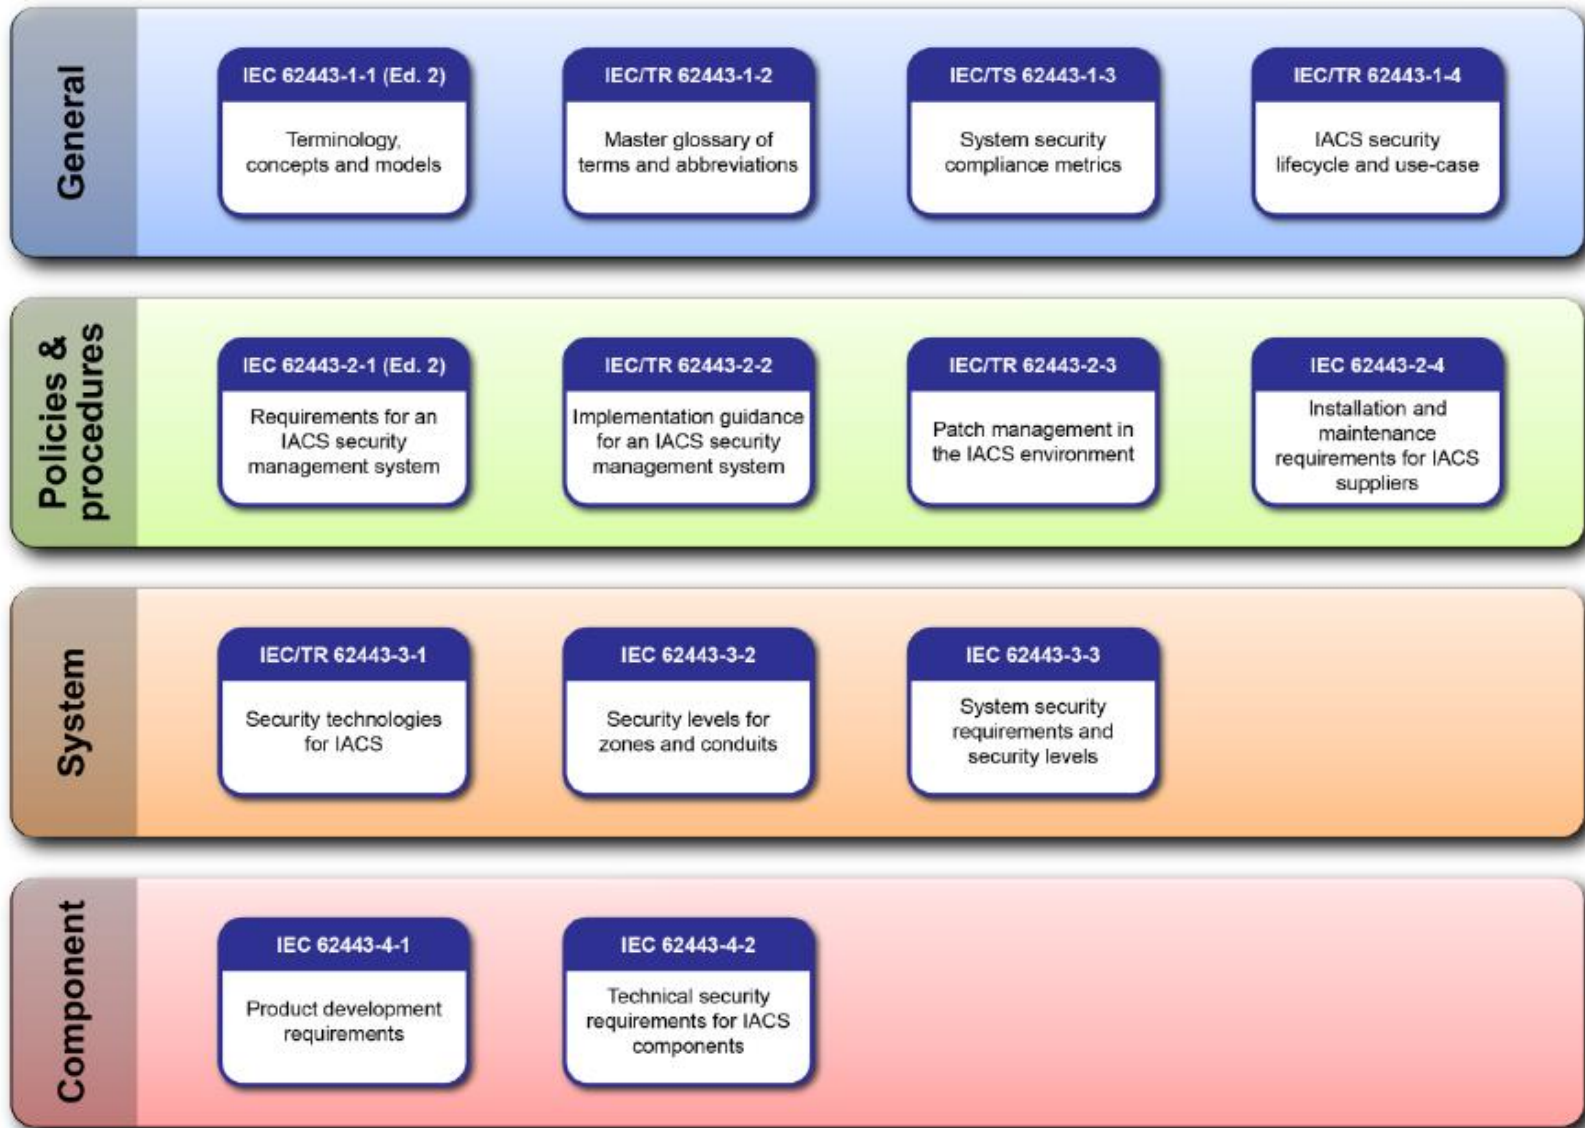 General
IEC 62443-1-1 (Ed. 2)
Terminology,
concepts and models
IEC/TR 62443-1-2
Master glossary of
terms and abbreviations
IEC/TS 62443-1-3
System security
compliance metrics
IEC/TR 62443-1-4
IACS security
lifecycle and use-case
Policies &
procedures
IEC 62443-2-1 (Ed. 2)
Requirements for an
IACS security
management system
IEC/TR 62443-2-2
Implementation guidance
for an IACS security
management system
IEC/TR 62443-2-3
Patch management in
the IACS environment
IEC 62443-2-4
Installation and
maintenance
requirements for IACS
suppliers
System
IEC/TR 62443-3-1
Security technologies
for IACS
IEC 62443-3-2
Security levels for
zones and conduits
IEC 62443-3-3
System security
requirements and
security levels
Component
IEC 62443-4-1
Product development
requirements
IEC 62443-4-2
Technical security
requirements for IACS
components